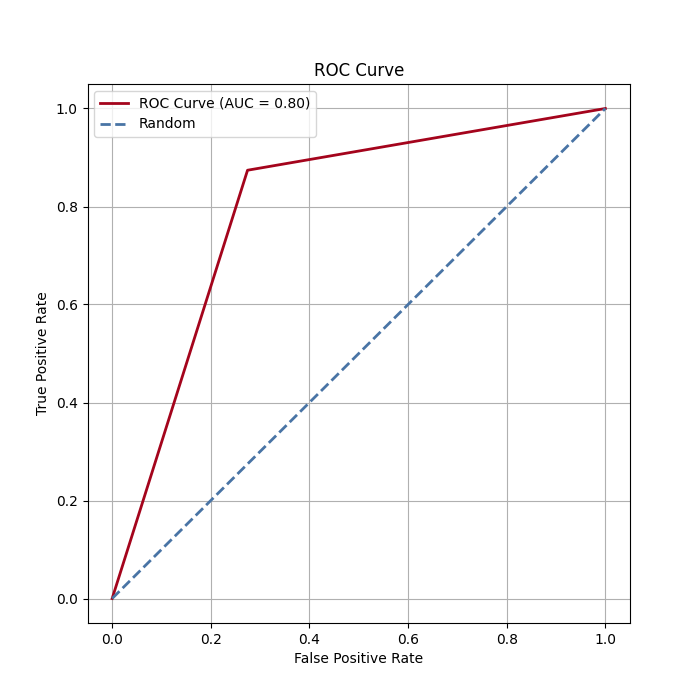 ROC Curve
ROC Curve (AUC = 0.80)
Random
1.0
0.8
0.6
0.4
0.2
0.0
True Positive Rate
0.0 0.2 0.4 0.6 0.8 1.0
False Positive Rate